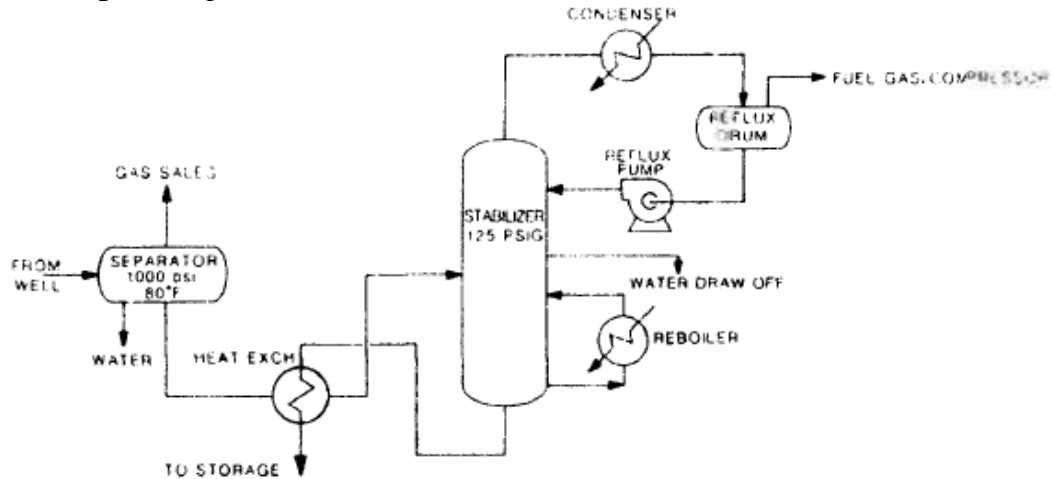 CONDENSER
FUEL GAS. COMPRESSOR
REFLUX
DRUM
REFLUX
PUMP
GAS SALES
STABILIZER
125 PSIG
FROM
WELL
SEPARATOR
1000 psi
80°F
WATER DRAW OFF
WATER
HEAT EXCH
REBOILER
TO STORAGE